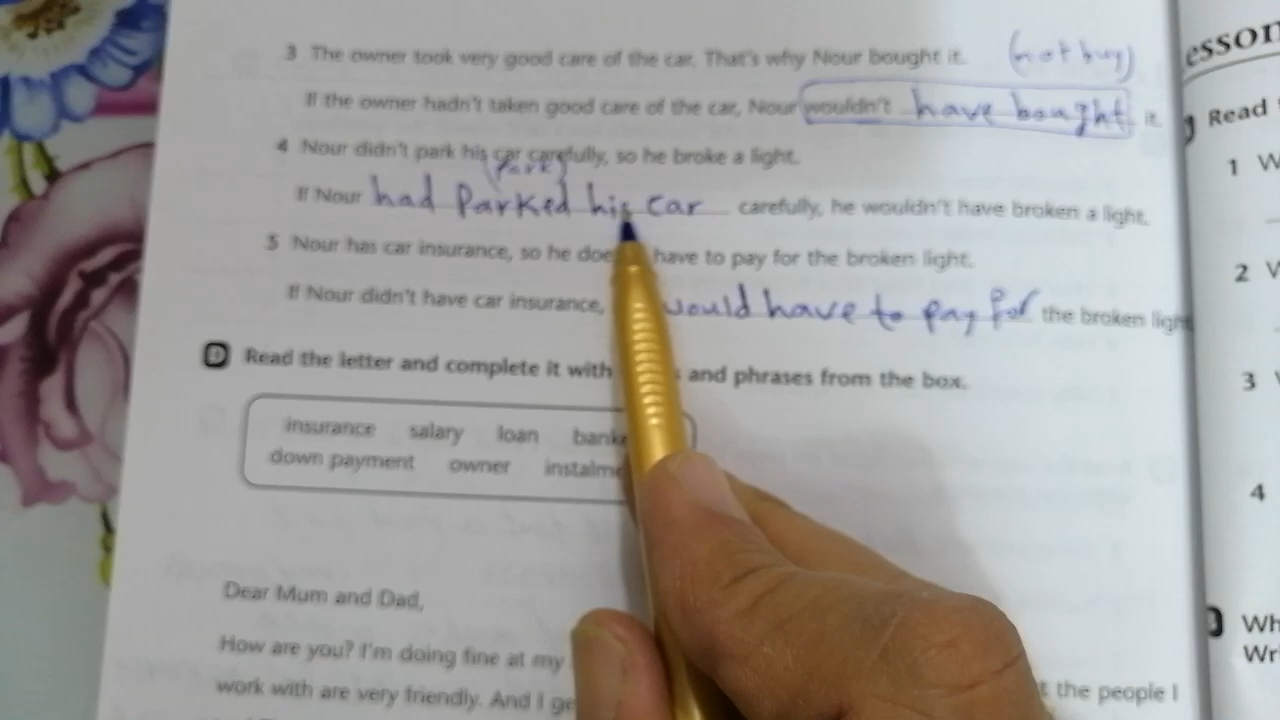 3 The owner took very good care of the car. That's why Nour bought it. (not buy)
If the owner hadn't taken good care of the car, Nour wouldn't have bought it.
4 Nour didn't park his car carefully, so he broke a light.
(Park)
If Nour had Parked his car carefully, he wouldn't have broken a light.
5 Nour has car insurance, so he doe have to pay for the broken light.
If Nour didn't have car insurance, would have to pay for the broken ligh
D Read the letter and complete it with and phrases from the box.
insurance salary loan bank
down payment owner instalme
Dear Mum and Dad,
How are you? I'm doing fine at my
work with are very friendly. And I ge t the people I
esson
Read
1 W
2 W
3
4
Wh
Wr